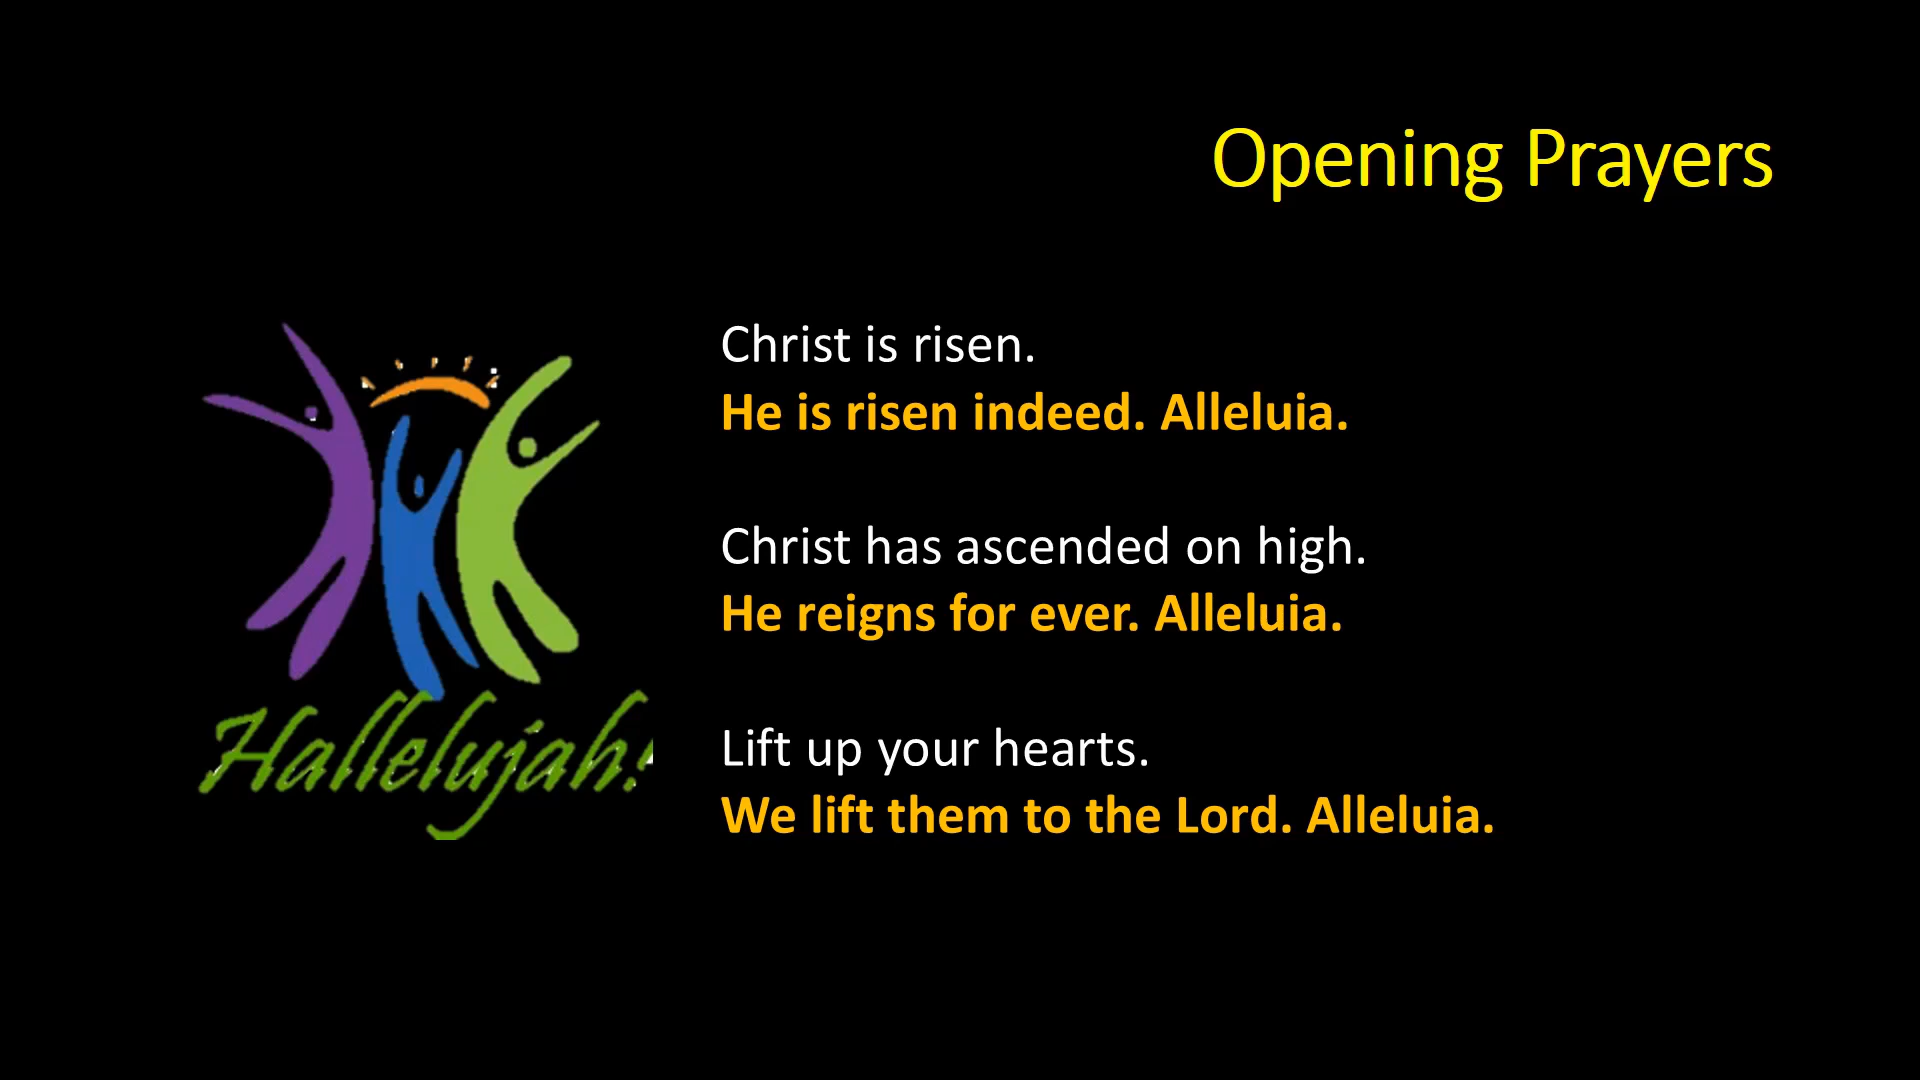 Opening Prayers
Christ is risen.
He is risen indeed. Alleluia.
Christ has ascended on high.
He reigns for ever. Alleluia.
Lift up your hearts.
We lift them to the Lord. Alleluia.
Hallelujah!